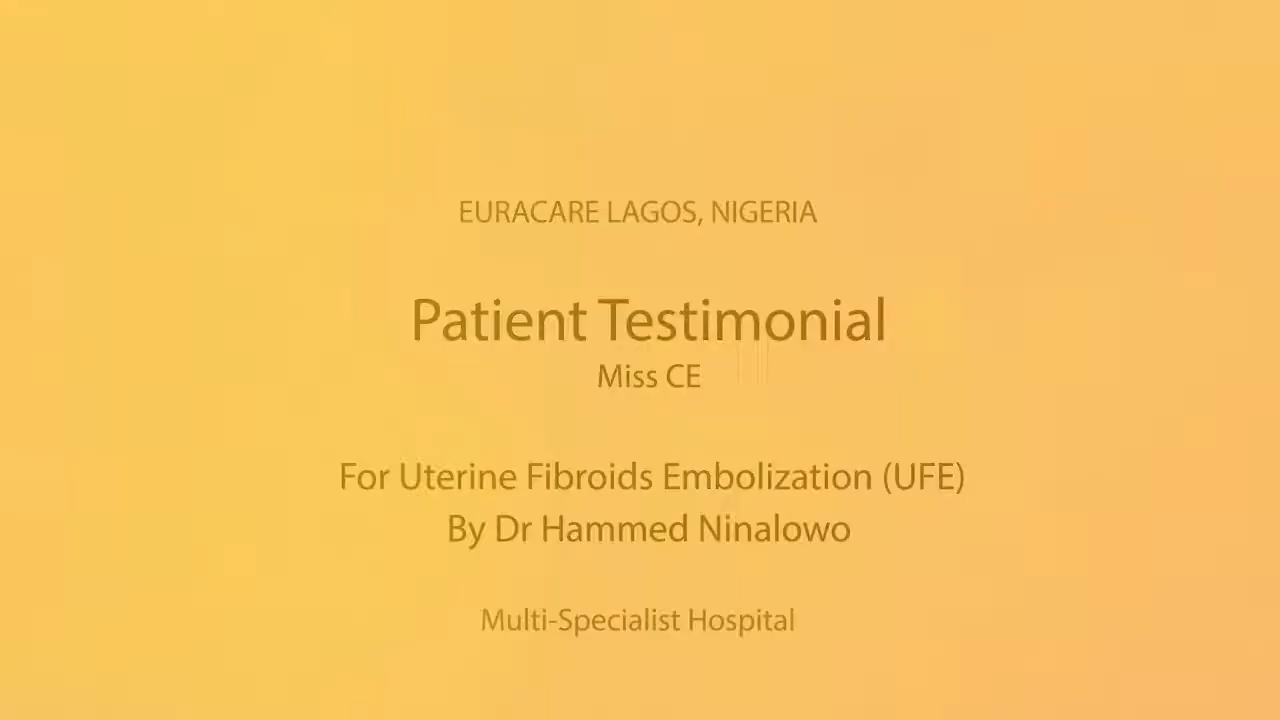 EURACARE LAGOS, NIGERIA
Patient Testimonial
Miss CE
For Uterine Fibroids Embolization (UFE)
By Dr Hammed Ninalowo
Multi-Specialist Hospital